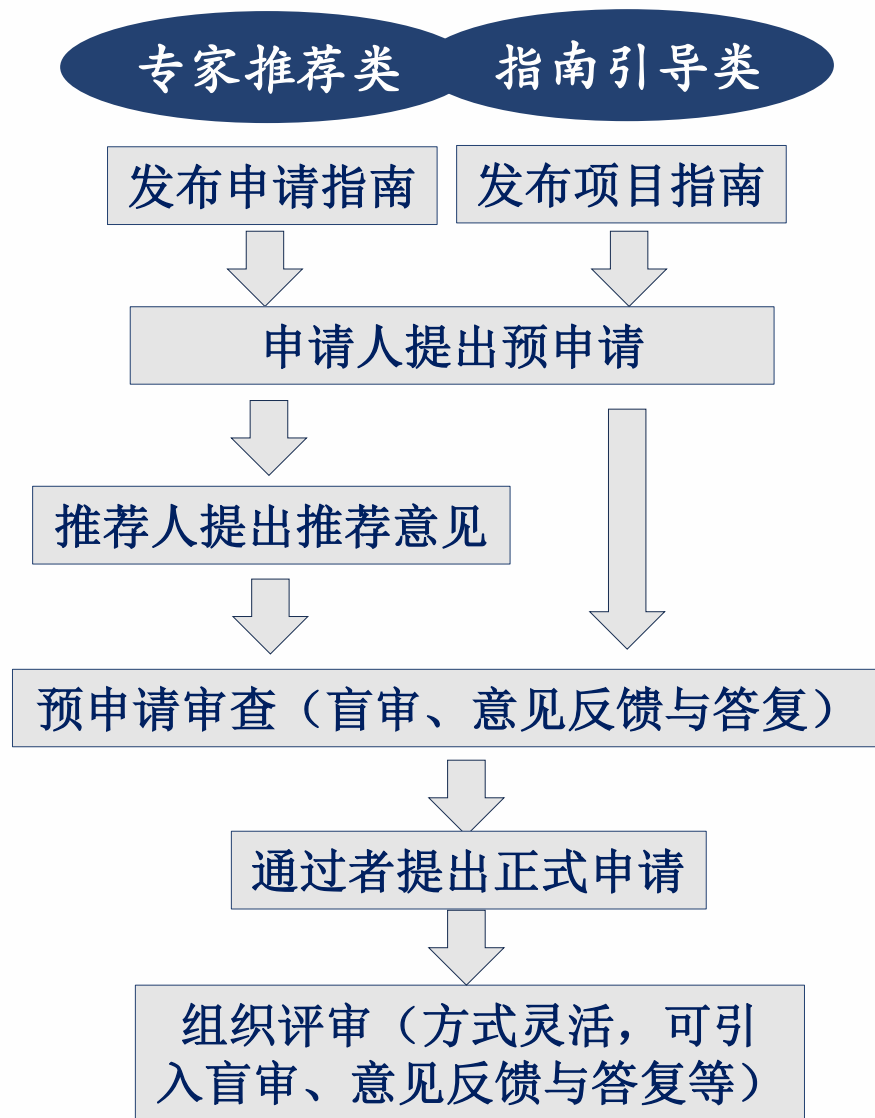 专家推荐类
指南引导类
发布申请指南
发布项目指南
申请人提出预申请
推荐人提出推荐意见
预申请审查（盲审、意见反馈与答复）
通过者提出正式申请
组织评审（方式灵活，可引
入盲审、意见反馈与答复等）